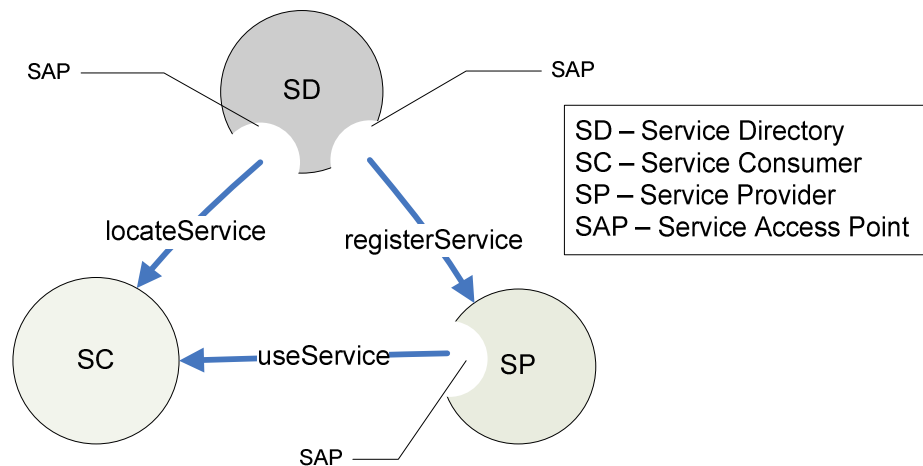 SAP
SD
SAP
SD – Service Directory
SC – Service Consumer
SP – Service Provider
SAP – Service Access Point
locateService
registerService
SC
useService
SP
SAP